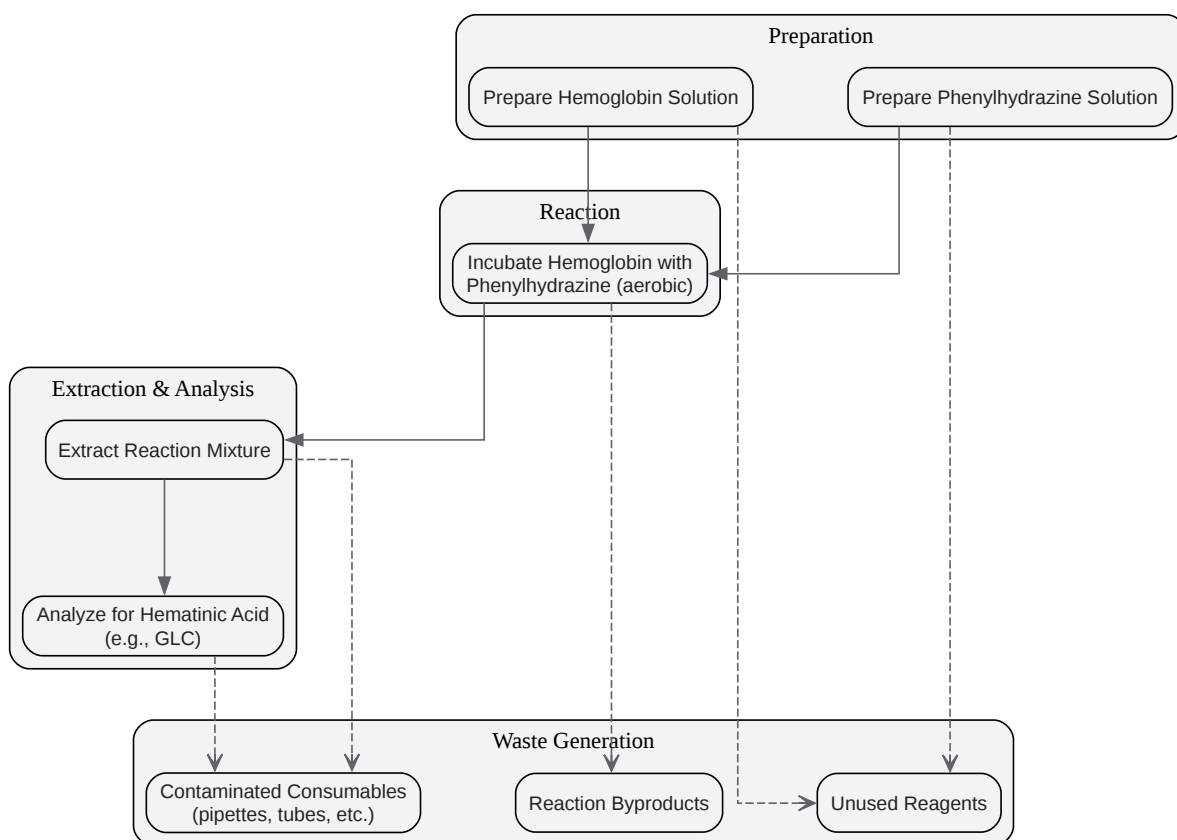 Preparation
Prepare Hemoglobin Solution
Prepare Phenylhydrazine Solution
Reaction
Incubate Hemoglobin with
Phenylhydrazine (aerobic)
Extraction & Analysis
Extract Reaction Mixture
Analyze for Hematinic Acid
(e.g., GLC)
Waste Generation
Contaminated Consumables
(pipettes, tubes, etc.)
Reaction Byproducts
Unused Reagents